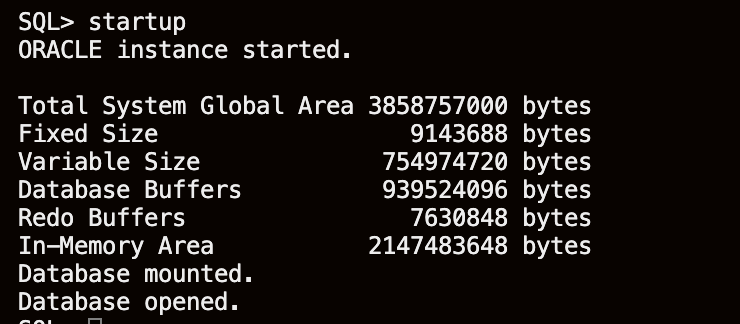 SQL> startup
ORACLE instance started.

Total System Global Area 3858757000 bytes
Fixed Size                  9143688 bytes
Variable Size             754974720 bytes
Database Buffers          939524096 bytes
Redo Buffers                7630848 bytes
In-Memory Area           2147483648 bytes
Database mounted.
Database opened.
SQL>